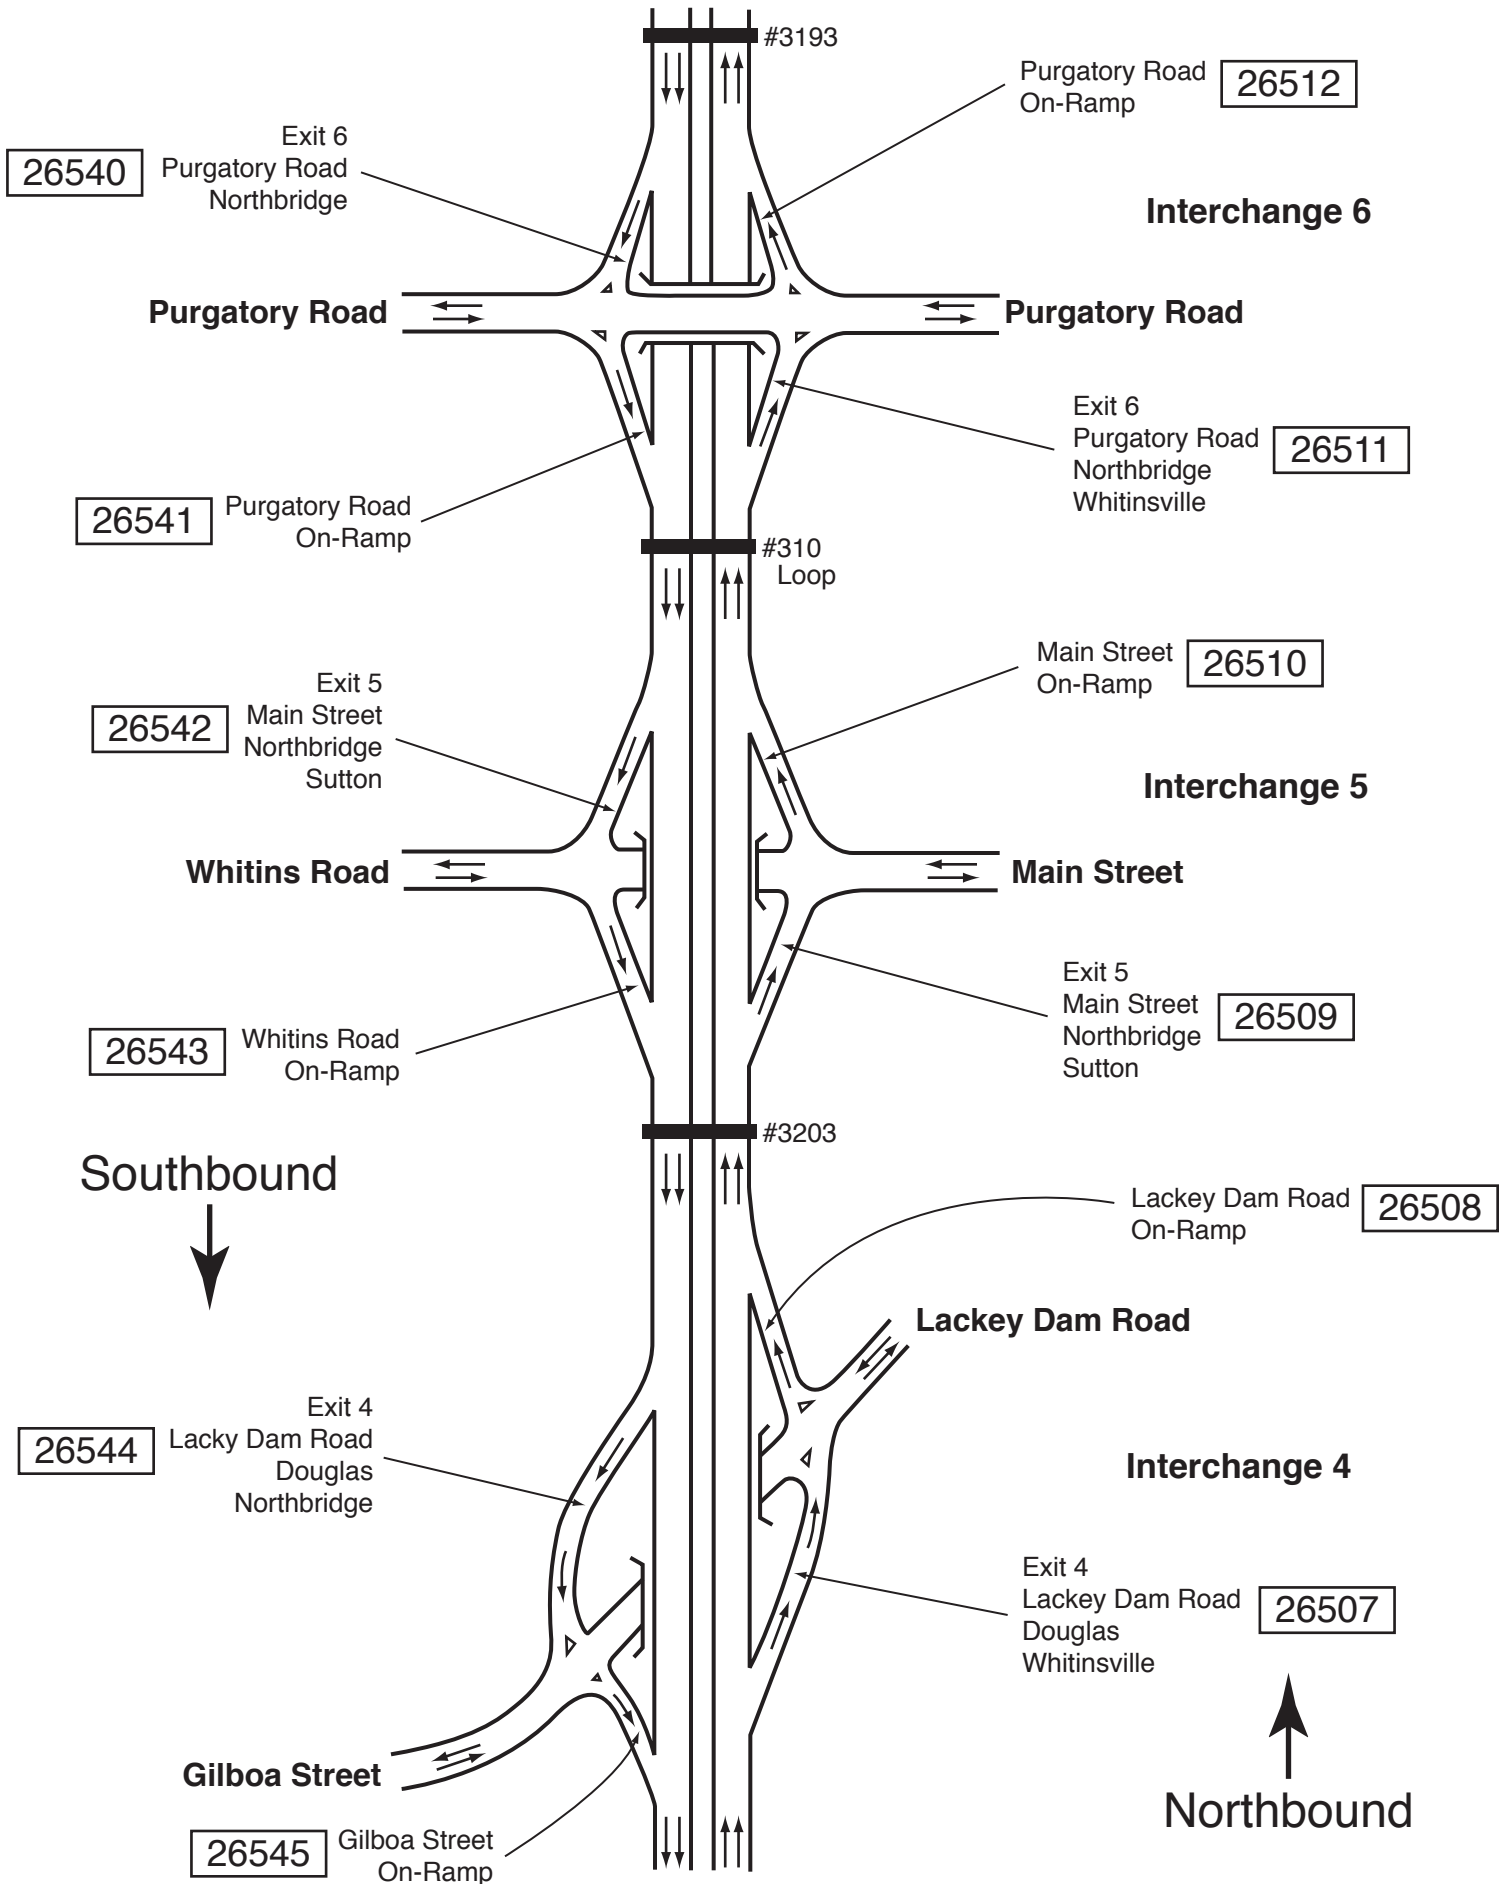 #3193
Purgatory Road
On-Ramp
26512
Exit 6
Purgatory Road
Northbridge
26540
Interchange 6
Purgatory Road
Purgatory Road
Exit 6
Purgatory Road
Northbridge
Whitinsville
26511
26541
Purgatory Road
On-Ramp
#310
Loop
Main Street
On-Ramp
26510
Exit 5
Main Street
Northbridge
Sutton
26542
Interchange 5
Whitins Road
Main Street
Exit 5
Main Street
Northbridge
Sutton
26509
26543
Whitins Road
On-Ramp
#3203
Southbound
Lackey Dam Road
On-Ramp
26508
Lackey Dam Road
Exit 4
Lacky Dam Road
Douglas
Northbridge
26544
Interchange 4
Exit 4
Lackey Dam Road
Douglas
Whitinsville
26507
Gilboa Street
Northbound
26545
Gilboa Street
On-Ramp